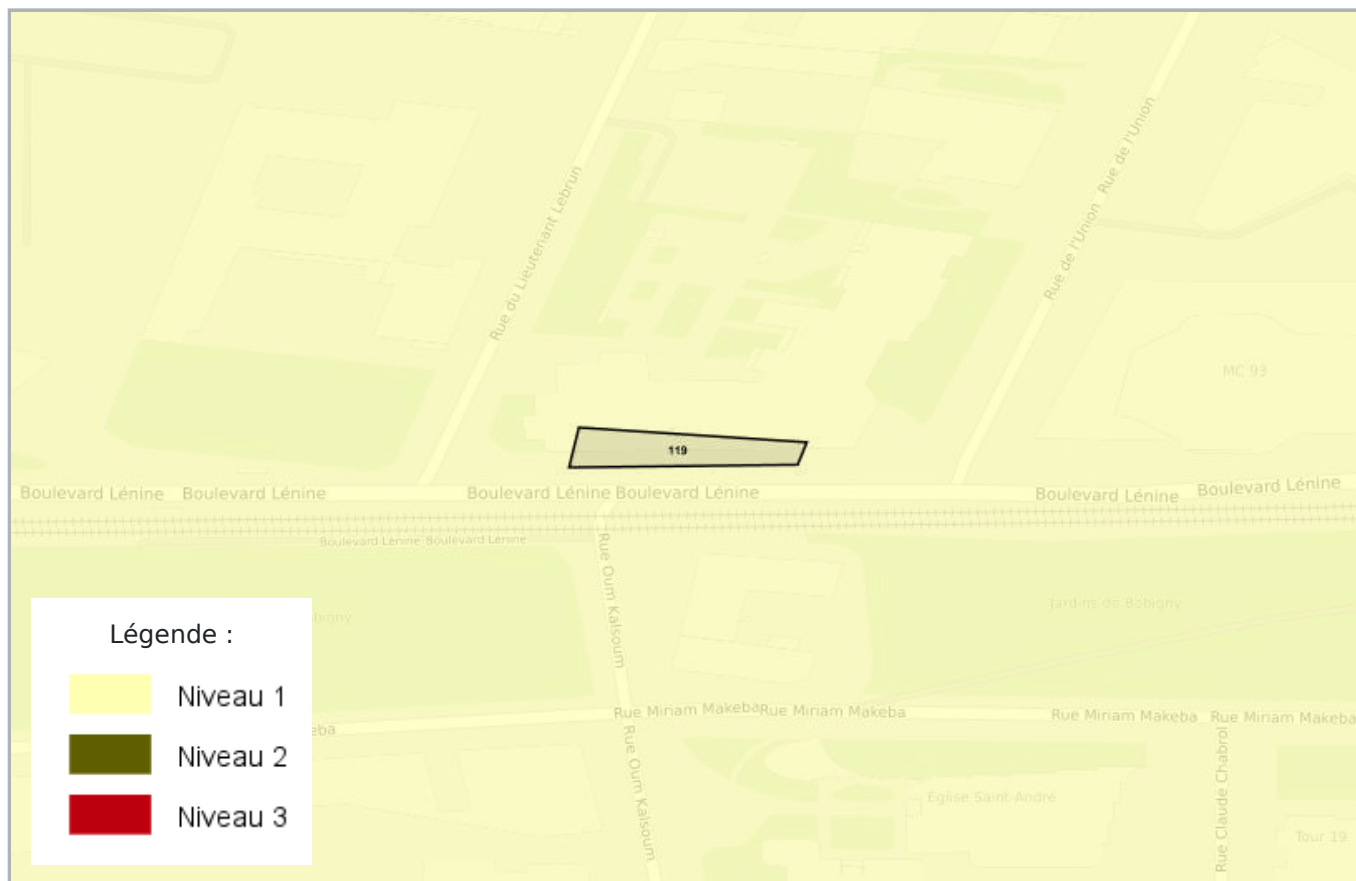 Rue du Lieutenant Lebrun
Rue de l'Union
Rue de l'Union
MC 93
119
Boulevard Lénine
Boulevard Lénine
Boulevard Lénine
Boulevard Lénine
Boulevard Lénine
Boulevard Lénine
Boulevard Lénine
Boulevard Lénine
Rue Oum Kalsoum
Jardins de Bobigny
bigny
Légende :
Niveau 1
Niveau 2
Niveau 3
eba
Rue Miriam Makeba
Rue Miriam Makeba
Rue Miriam Makeba
Rue Miriam Makeba
Rue Oum Kalsoum
Rue Claude Chabrol
Église Saint-André
Tour 19